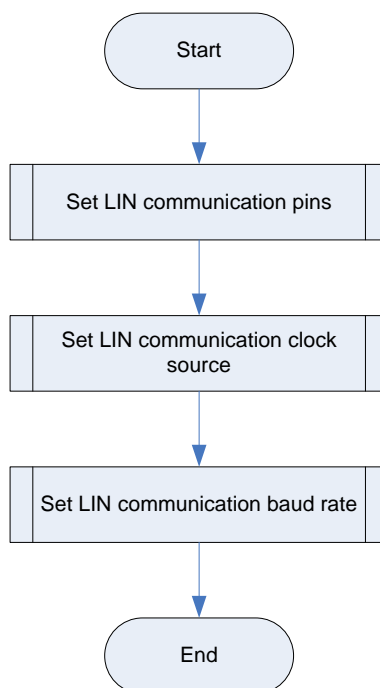 Start
Set LIN communication pins
Set LIN communication clock
source
Set LIN communication baud rate
End